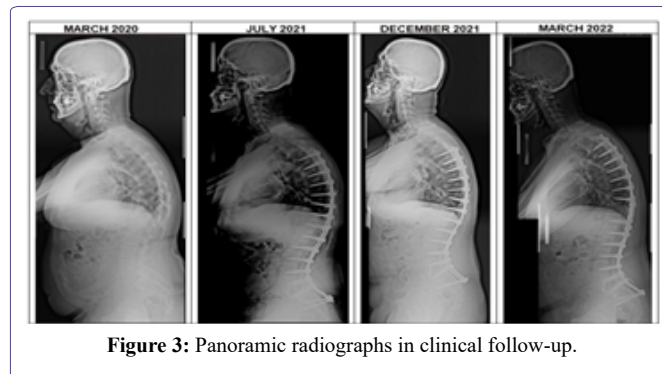 MARCH 2020 JULY 2021 DECEMBER 2021 MARCH 2022
Figure 3: Panoramic radiographs in clinical follow-up.